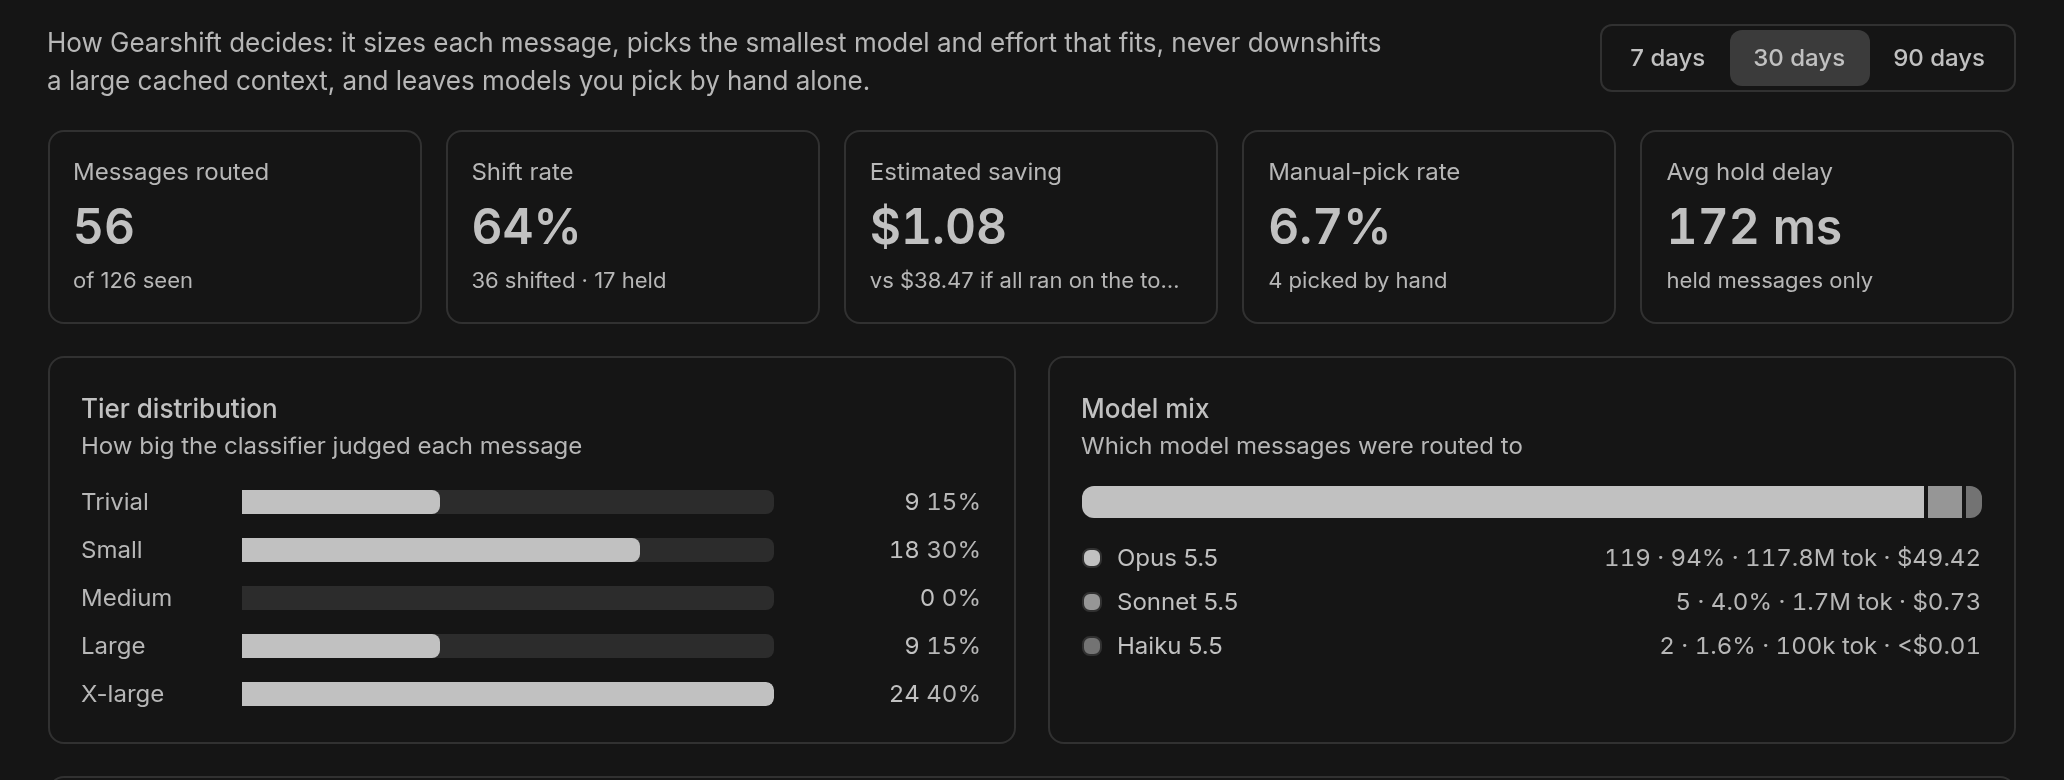 How Gearshift decides: it sizes each message, picks the smallest model and effort that fits, never downshifts
a large cached context, and leaves models you pick by hand alone.
7 days 30 days 90 days
Messages routed
56
of 126 seen
Shift rate
64%
36 shifted · 17 held
Estimated saving
$1.08
vs $38.47 if all ran on the to...
Manual-pick rate
6.7%
4 picked by hand
Avg hold delay
172 ms
held messages only
Tier distribution
How big the classifier judged each message
Trivial 9 15%
Small 18 30%
Medium 0 0%
Large 9 15%
X-large 24 40%
Model mix
Which model messages were routed to
Opus 5.5 119 · 94% · 117.8M tok · $49.42
Sonnet 5.5 5 · 4.0% · 1.7M tok · $0.73
Haiku 5.5 2 · 1.6% · 100k tok · <$0.01